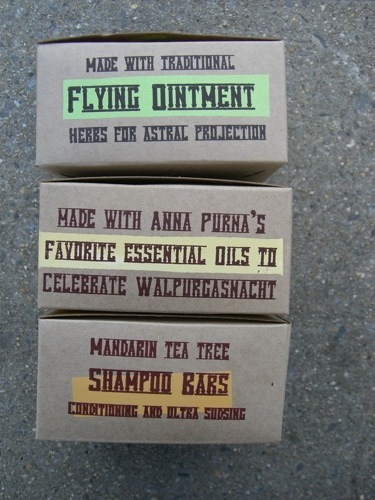 Made with traditional
Flying Ointment
herbs for astral projection
Made with Anna Purna's
favorite essential oils to
celebrate Walpurgasnacht
Mandarin Tea Tree
Shampoo Bars
Conditioning and ultra sudsing